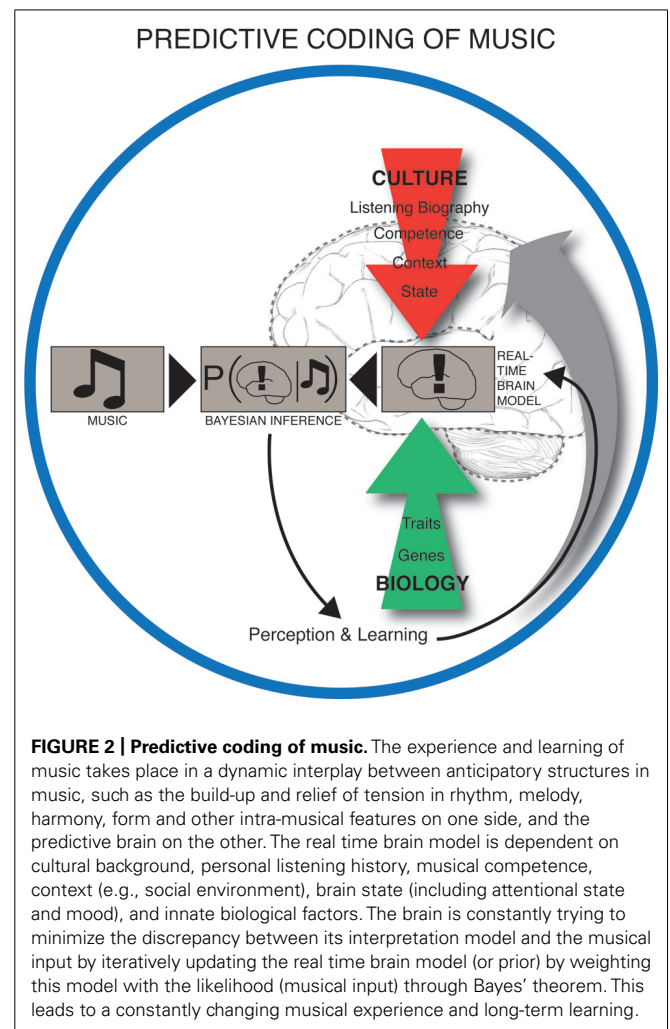 PREDICTIVE CODING OF MUSIC
CULTURE
Listening Biography
Competence
Context
State
MUSIC
P( | )
BAYESIAN INFERENCE
REAL-
TIME
BRAIN
MODEL
Traits
Genes
BIOLOGY
Perception & Learning
FIGURE 2 | Predictive coding of music. The experience and learning of
music takes place in a dynamic interplay between anticipatory structures in
music, such as the build-up and relief of tension in rhythm, melody,
harmony, form and other intra-musical features on one side, and the
predictive brain on the other. The real time brain model is dependent on
cultural background, personal listening history, musical competence,
context (e.g., social environment), brain state (including attentional state
and mood), and innate biological factors. The brain is constantly trying to
minimize the discrepancy between its interpretation model and the musical
input by iteratively updating the real time brain model (or prior) by weighting
this model with the likelihood (musical input) through Bayes' theorem. This
leads to a constantly changing musical experience and long-term learning.